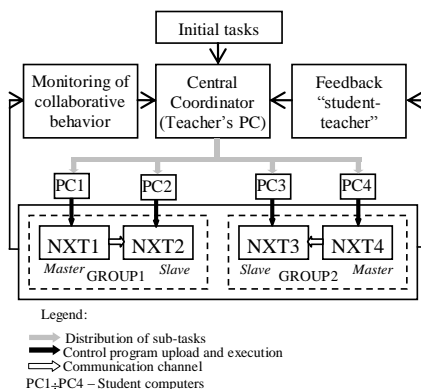 Initial tasks
Monitoring of
collaborative
behavior
Central
Coordinator
(Teacher's PC)
Feedback
"student-
teacher"
PC1
PC2
PC3
PC4
NXT1
NXT2
NXT3
NXT4
Master
Slave
Slave
Master
GROUP1
GROUP2
Legend:
Distribution of sub-tasks
Control program upload and execution
Communication channel
PC1÷PC4 – Student computers